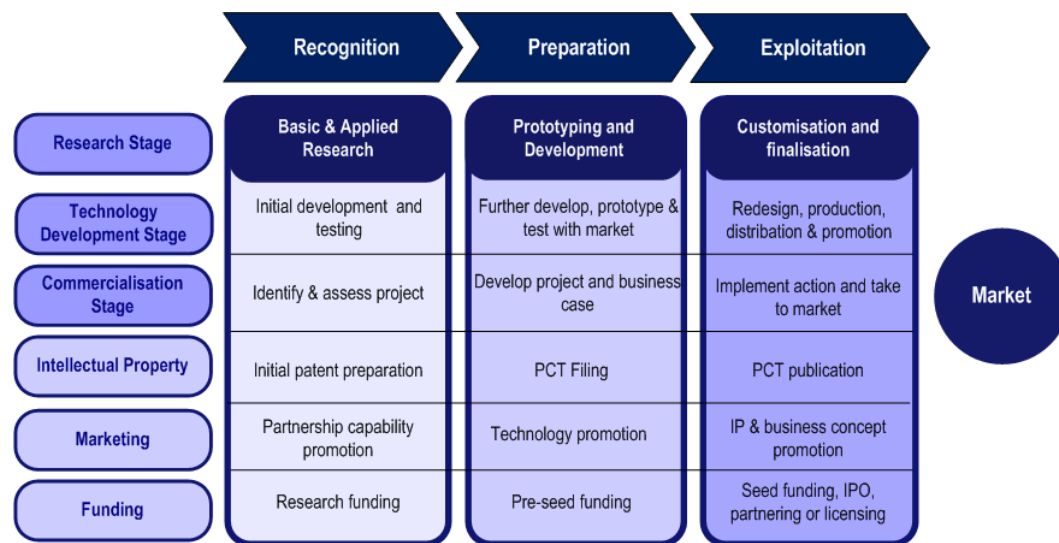 Recognition
Preparation
Exploitation
Research Stage
Basic & Applied
Research
Prototyping and
Development
Customisation and
finalisation
Technology
Development Stage
Initial development and
testing
Further develop, prototype &
test with market
Redesign, production,
distribation & promotion
Commercialisation
Stage
Identify & assess project
Develop project and business
case
Implement action and take
to market
Market
Intellectual Property
Initial patent preparation
PCT Filing
PCT publication
Marketing
Partnership capability
promotion
Technology promotion
IP & business concept
promotion
Funding
Research funding
Pre-seed funding
Seed funding, IPO,
partnering or licensing